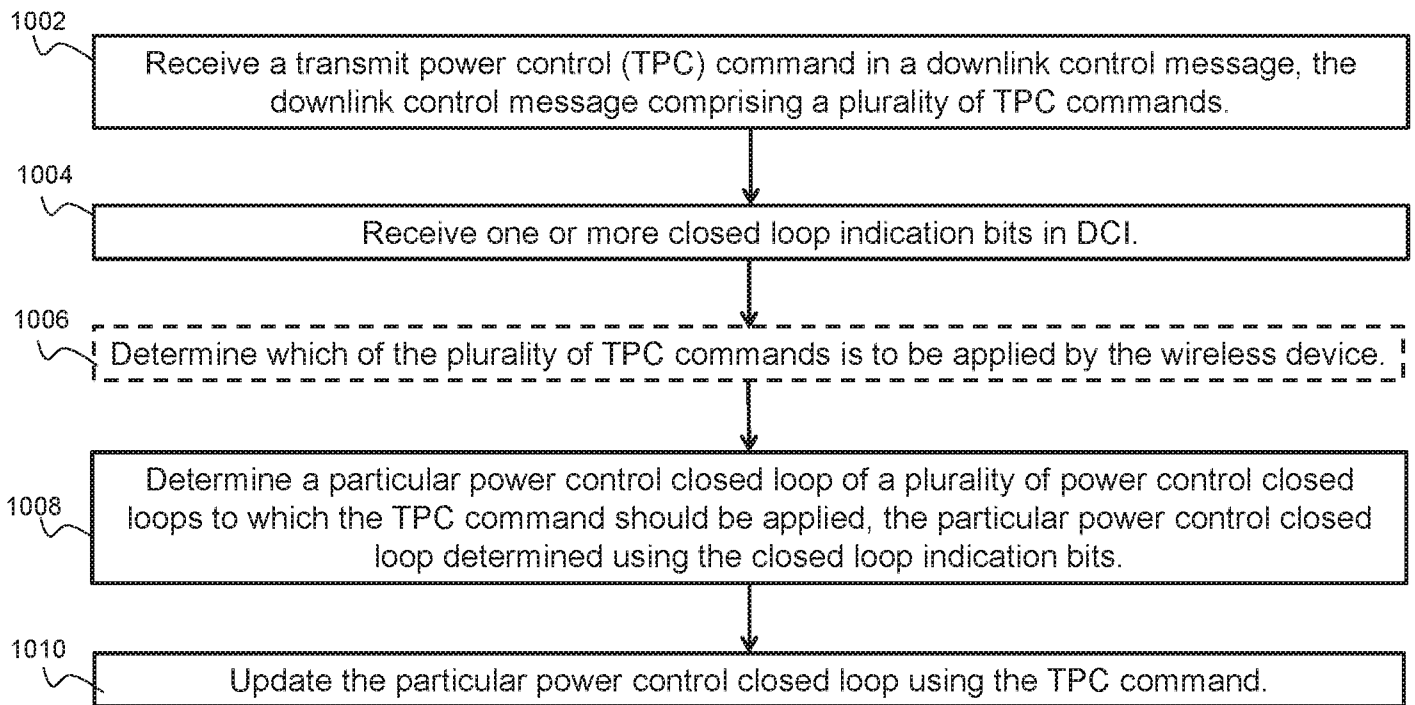 1002
Receive a transmit power control (TPC) command in a downlink control message, the
downlink control message comprising a plurality of TPC commands.
1004
Receive one or more closed loop indication bits in DCI.
1006
Determine which of the plurality of TPC commands is to be applied by the wireless device.
1008
Determine a particular power control closed loop of a plurality of power control closed
loops to which the TPC command should be applied, the particular power control closed
loop determined using the closed loop indication bits.
1010
Update the particular power control closed loop using the TPC command.